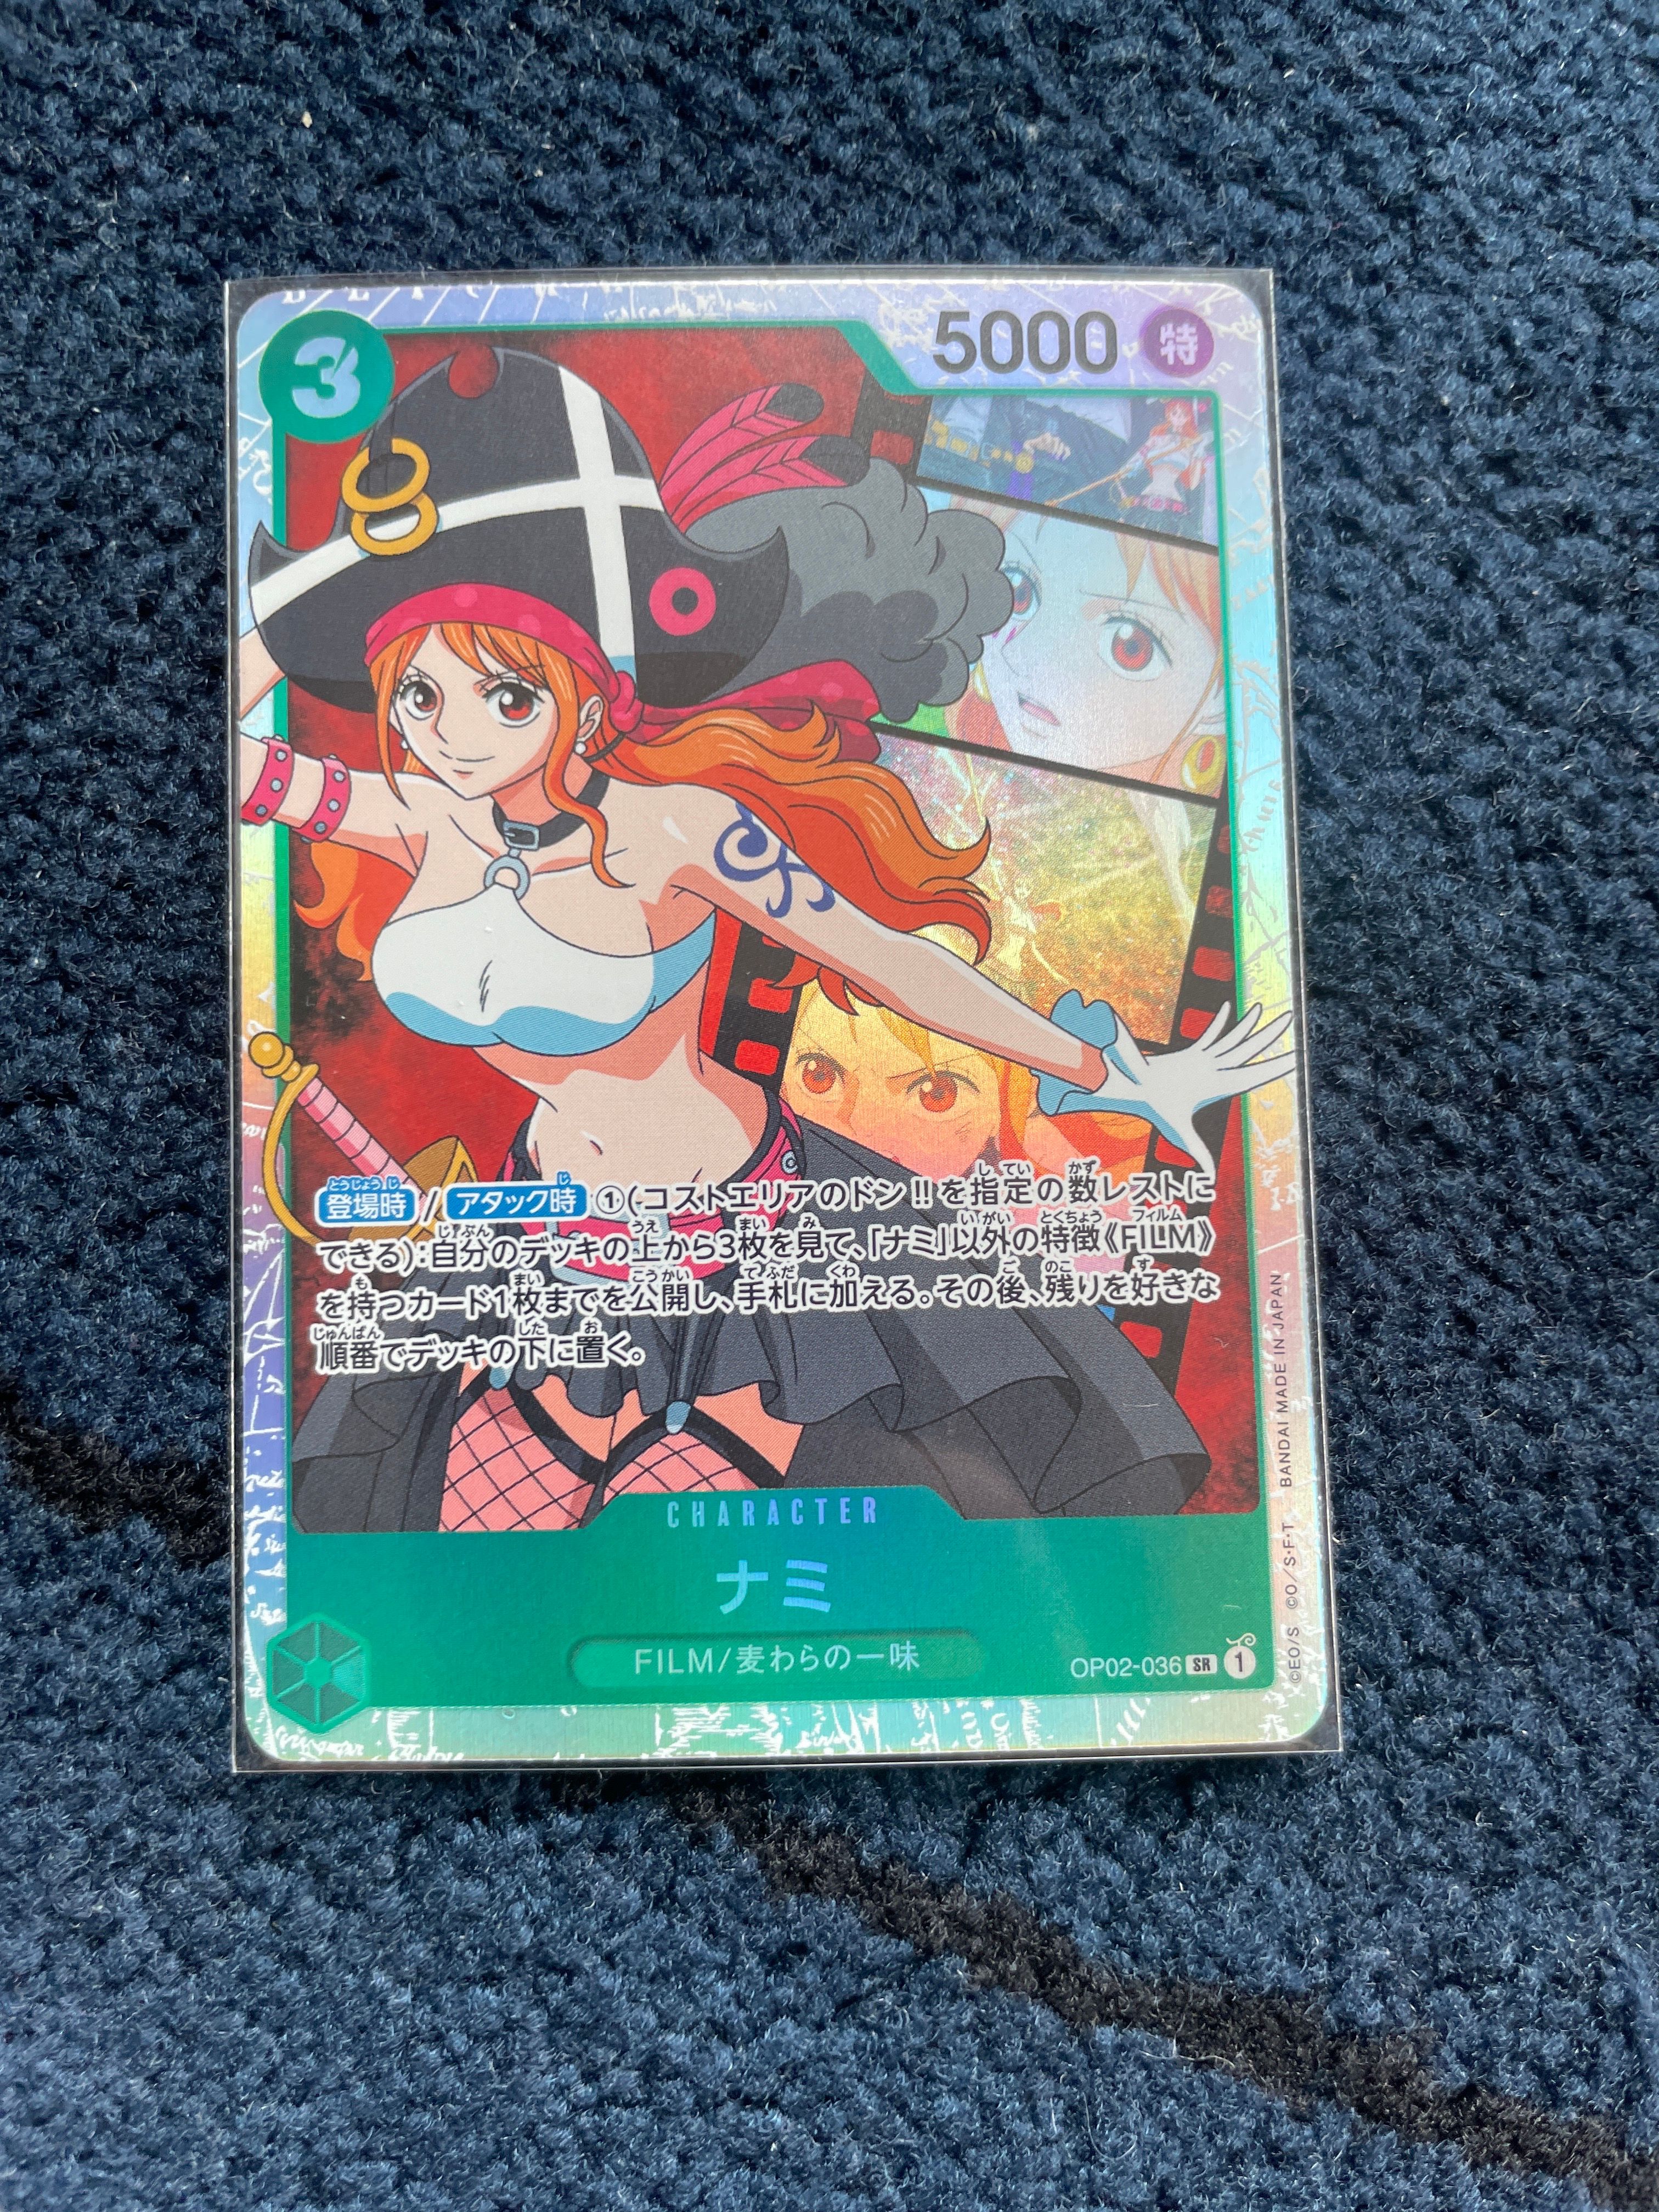 3
5000 特
登場時 / アタック時 ①(コストエリアのドン!!を指定の数レストに
できる):自分のデッキの上から3枚を見て、「ナミ」以外の特徴《FILM》
を持つカード1枚までを公開し、手札に加える。その後、残りを好きな
順番でデッキの下に置く。
CHARACTER
ナミ
FILM/麦わらの一味
OP02-036 SR 1
©EO/S ©O/S・F・T BANDAI MADE IN JAPAN